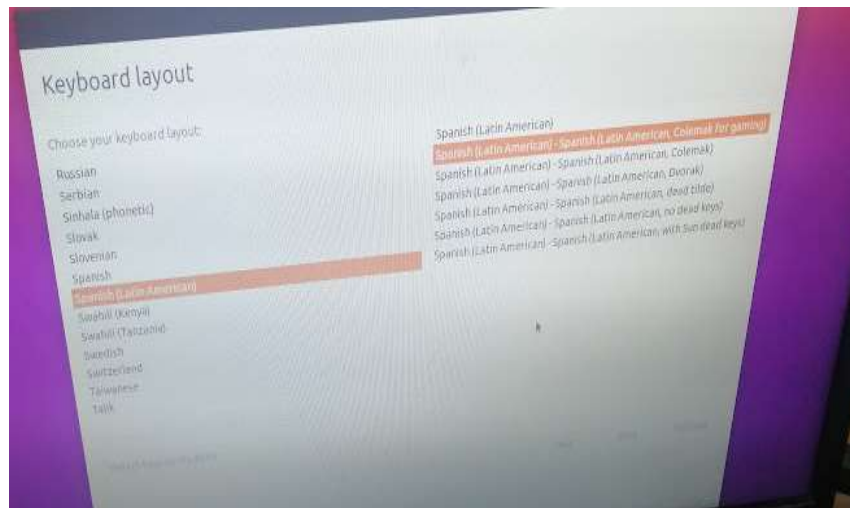 Keyboard layout
Choose your keyboard layout:
Russian
Serbian
Sinhala (phonetic)
Slovak
Slovenian
Spanish
Spanish (Latin American)
Swahili (Kenya)
Swahili (Tanzania)
Swedish
Switzerland
Taiwanese
Tajik
Spanish (Latin American)
Spanish (Latin American) - Spanish (Latin American, Colemak for gaming)
Spanish (Latin American) - Spanish (Latin American, Colemak)
Spanish (Latin American) - Spanish (Latin American, Dvorak)
Spanish (Latin American) - Spanish (Latin American, dead tilde)
Spanish (Latin American) - Spanish (Latin American, no dead keys)
Spanish (Latin American) - Spanish (Latin American, with Sun dead keys)